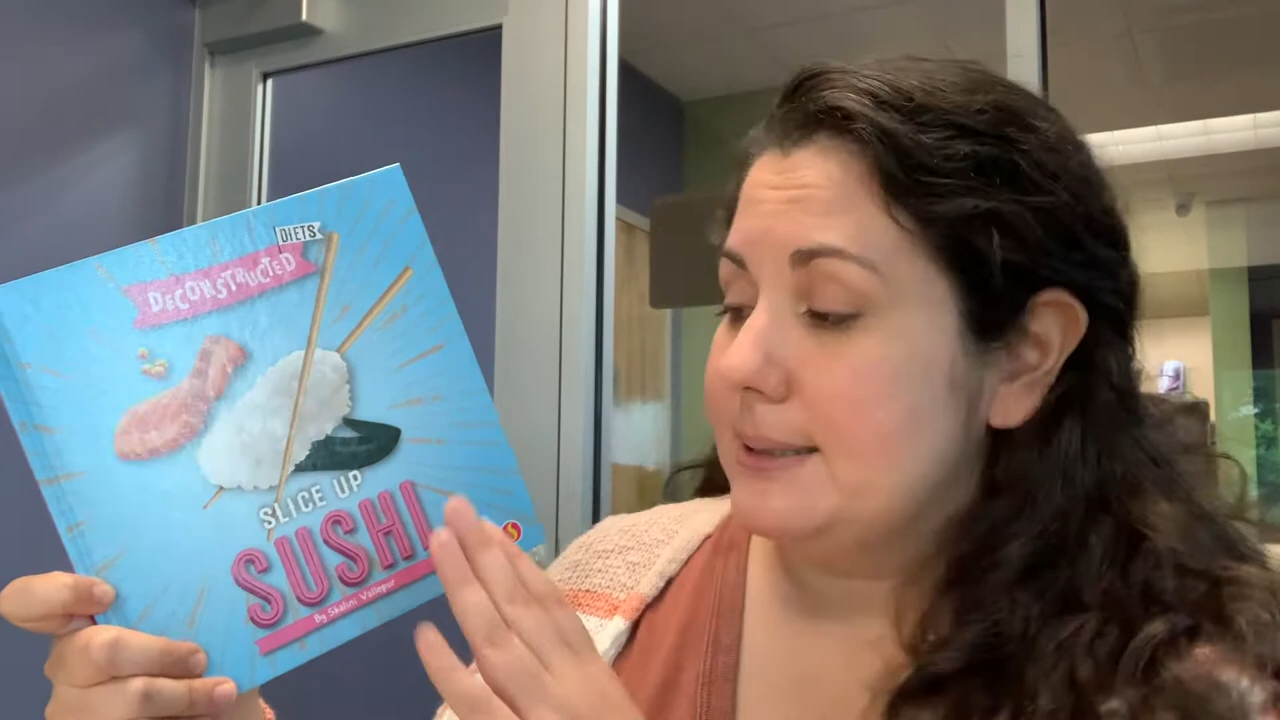 DIETS
DECONSTRUCTED
SLICE UP
SUSHI
By Shalini Vallepur